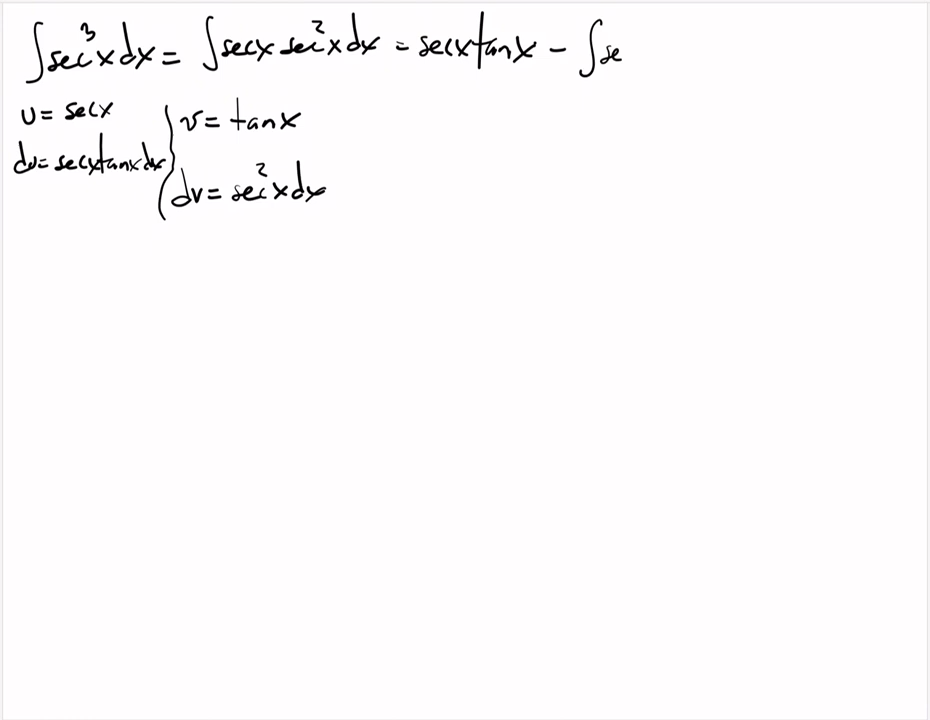 ∫sec³x dx = ∫secx sec²x dx = secx tanx − ∫se
u = secx
v = tanx
du = secx tanx dx
dv = sec²x dx